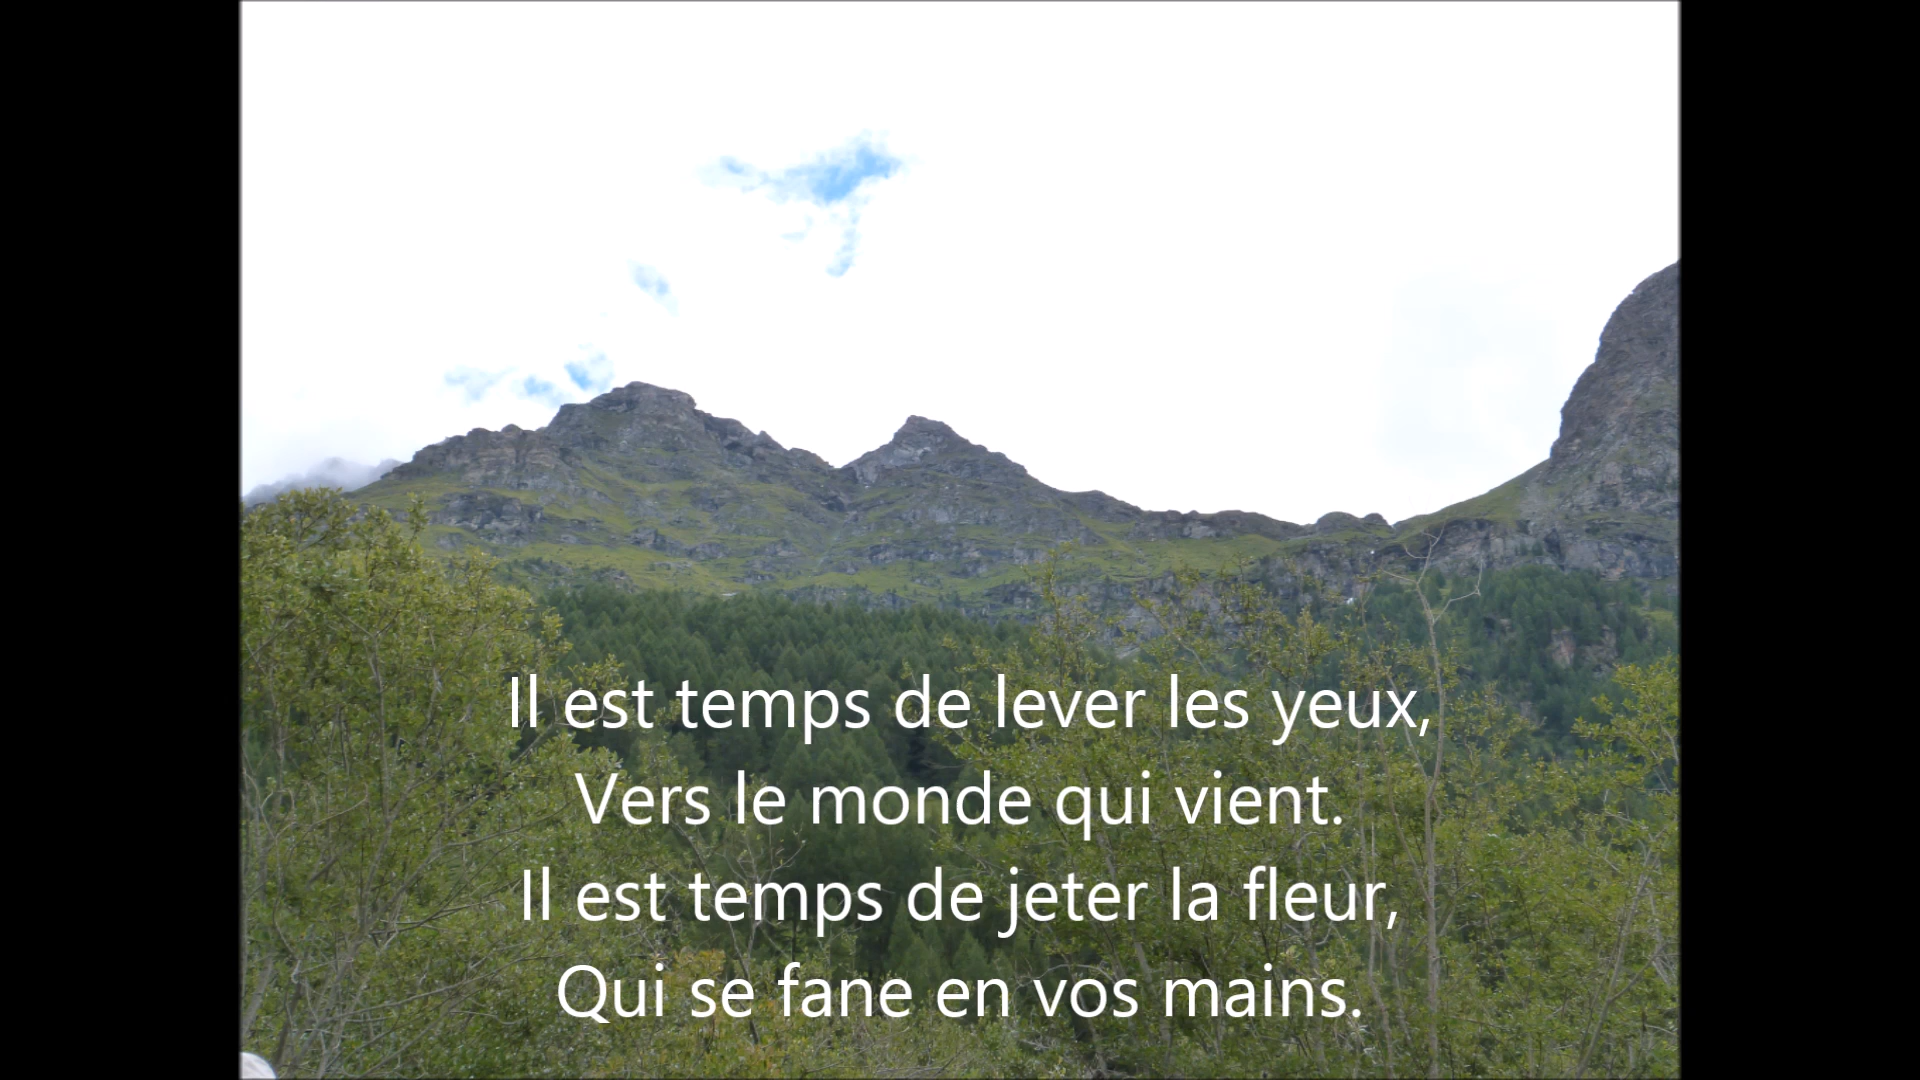 Il est temps de lever les yeux,
Vers le monde qui vient.
Il est temps de jeter la fleur,
Qui se fane en vos mains.